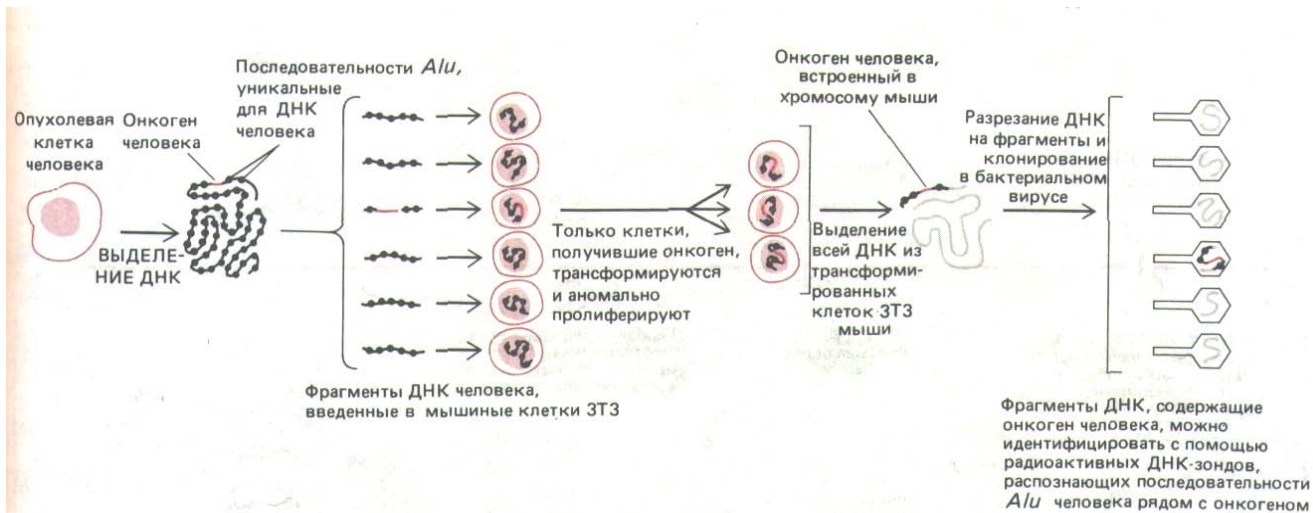 Опухолевая
клетка
человека
Онкоген
человека
Последовательности Alu,
уникальные
для ДНК
человека
ВЫДЕЛЕ-
НИЕ ДНК
Фрагменты ДНК человека,
введенные в мышиные клетки 3Т3
Только клетки,
получившие онкоген,
трансформируются
и аномально
пролиферируют
Онкоген человека,
встроенный в
хромосому мыши
Выделение
всей ДНК из
трансформи-
рованных
клеток 3Т3
мыши
Разрезание ДНК
на фрагменты и
клонирование
в бактериальном
вирусе
Фрагменты ДНК, содержащие
онкоген человека, можно
идентифицировать с помощью
радиоактивных ДНК-зондов,
распознающих последовательности
Alu человека рядом с онкогеном